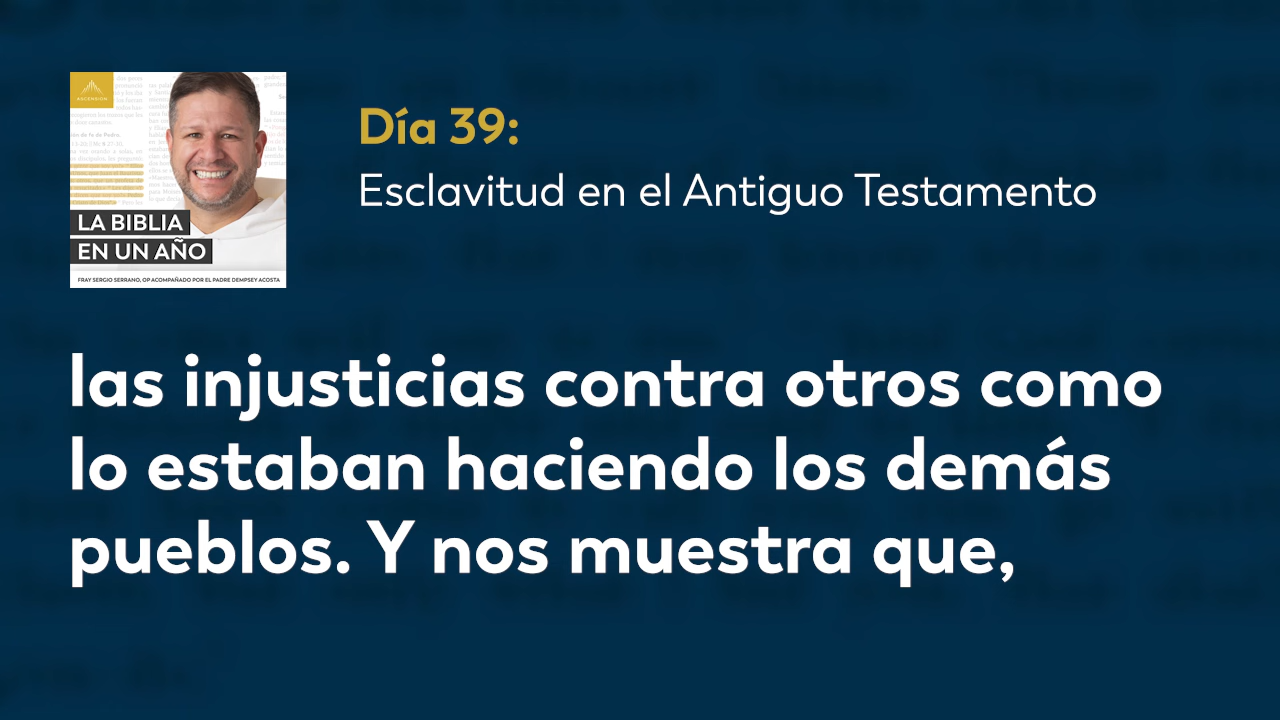 ASCENSION
LA BIBLIA
EN UN AÑO
FRAY SERGIO SERRANO, OP ACOMPAÑADO POR EL PADRE DEMPSEY ACOSTA
Día 39:
Esclavitud en el Antiguo Testamento
las injusticias contra otros como
lo estaban haciendo los demás
pueblos. Y nos muestra que,